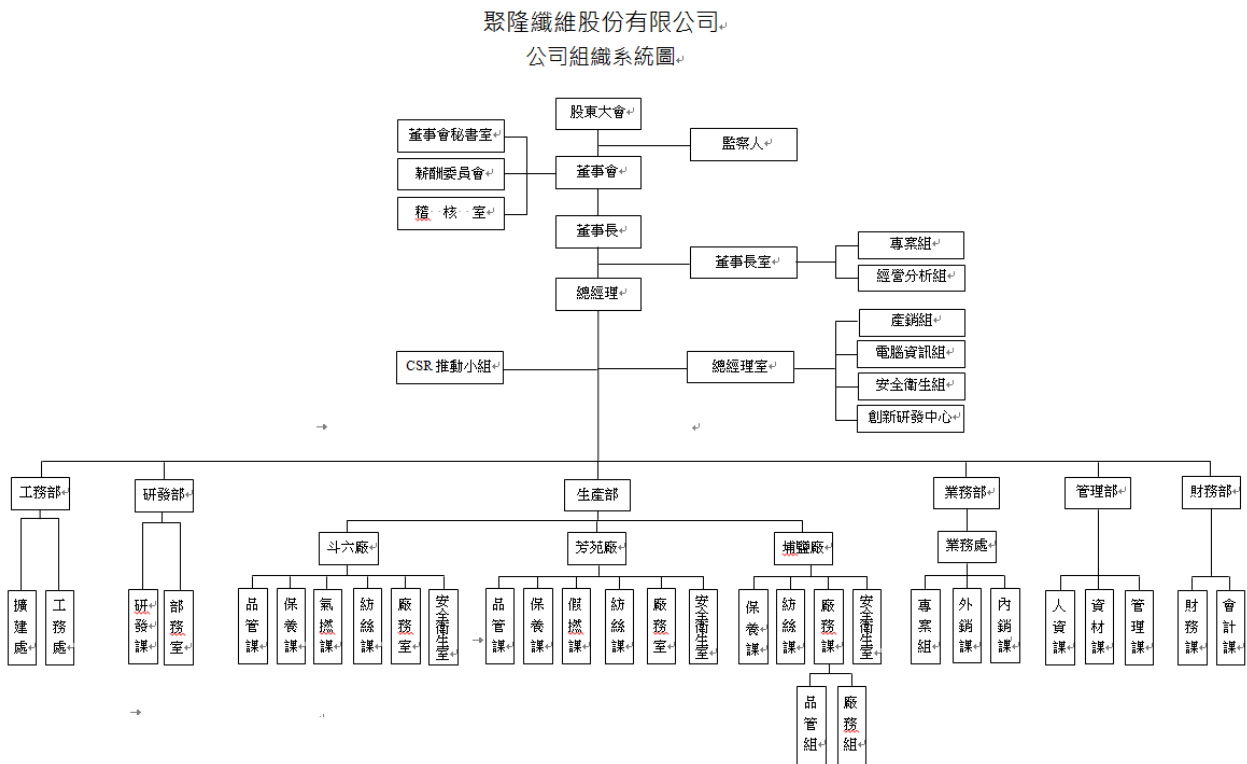 聚隆纖維股份有限公司
公司組織系統圖
股東大會
董事會秘書室
監察人
薪酬委員會
董事會
稽核室
董事長
專案組
董事長室
經營分析組
總經理
產銷組
CSR 推動小組
總經理室
電腦資訊組
安全衛生組
創新研發中心
工務部
研發部
生產部
業務部
管理部
財務部
斗六廠
芳苑廠
埔鹽廠
業務處
擴建處
工務處
研發課
部務室
品管課
保養課
氣撚課
紡絲課
廠務室
安全衛生室
品管課
保養課
假撚課
紡絲課
廠務室
安全衛生室
保養課
紡絲課
廠務課
安全衛生室
專案組
外銷課
內銷課
人資課
資材課
管理課
財務課
會計課
品管組
廠務組